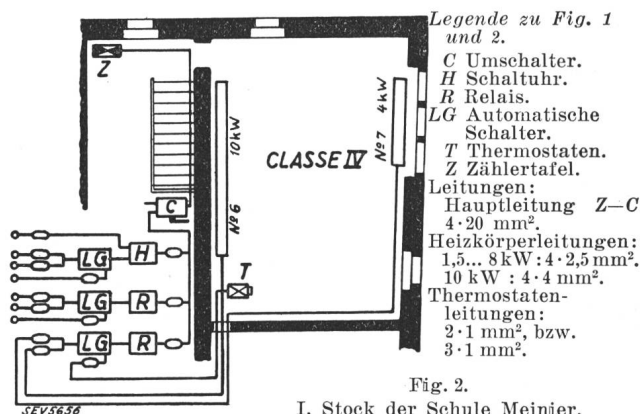 Legende zu Fig. 1
und 2.
C Umschalter.
H Schaltuhr.
R Relais.
LG Automatische
Schalter.
T Thermostaten.
Z Zählertafel.
Leitungen:
Hauptleitung Z–C
4·20 mm².
Heizkörperleitungen:
1,5... 8 kW: 4·2,5 mm².
10 kW : 4·4 mm².
Thermostaten-
leitungen:
2·1 mm², bzw.
3·1 mm².
Z
10 kW
Nº 6
CLASSE IV
4 kW
Nº 7
C
T
LG
H
LG
R
LG
R
SEV5656
Fig. 2.
I. Stock der Schule Meinier.